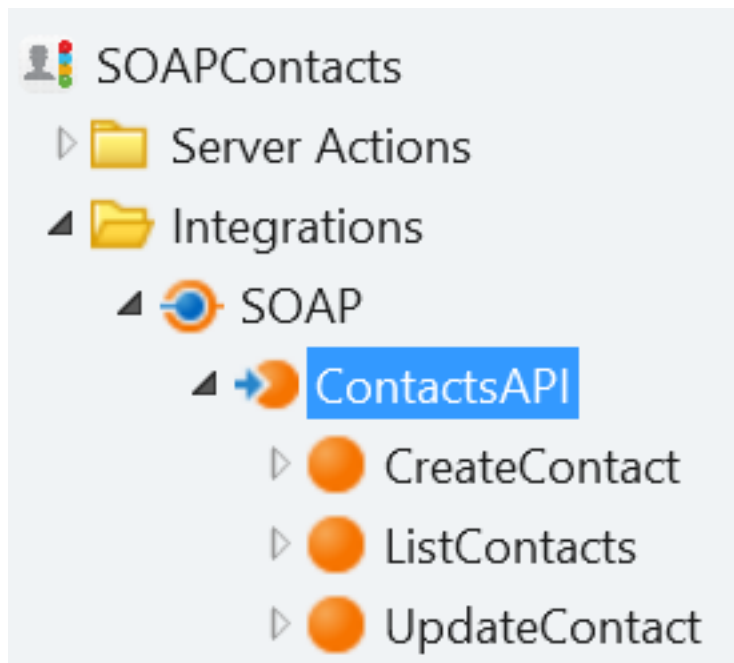 SOAPContacts
Server Actions
Integrations
SOAP
ContactsAPI
CreateContact
ListContacts
UpdateContact